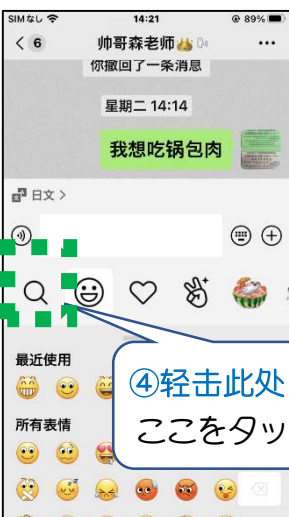 SIMなし 14:21 89%
6 帅哥森老师
你撤回了一条消息
星期二 14:14
我想吃锅包肉
日文 >
最近使用
④轻击此处
ここをタッ
所有表情